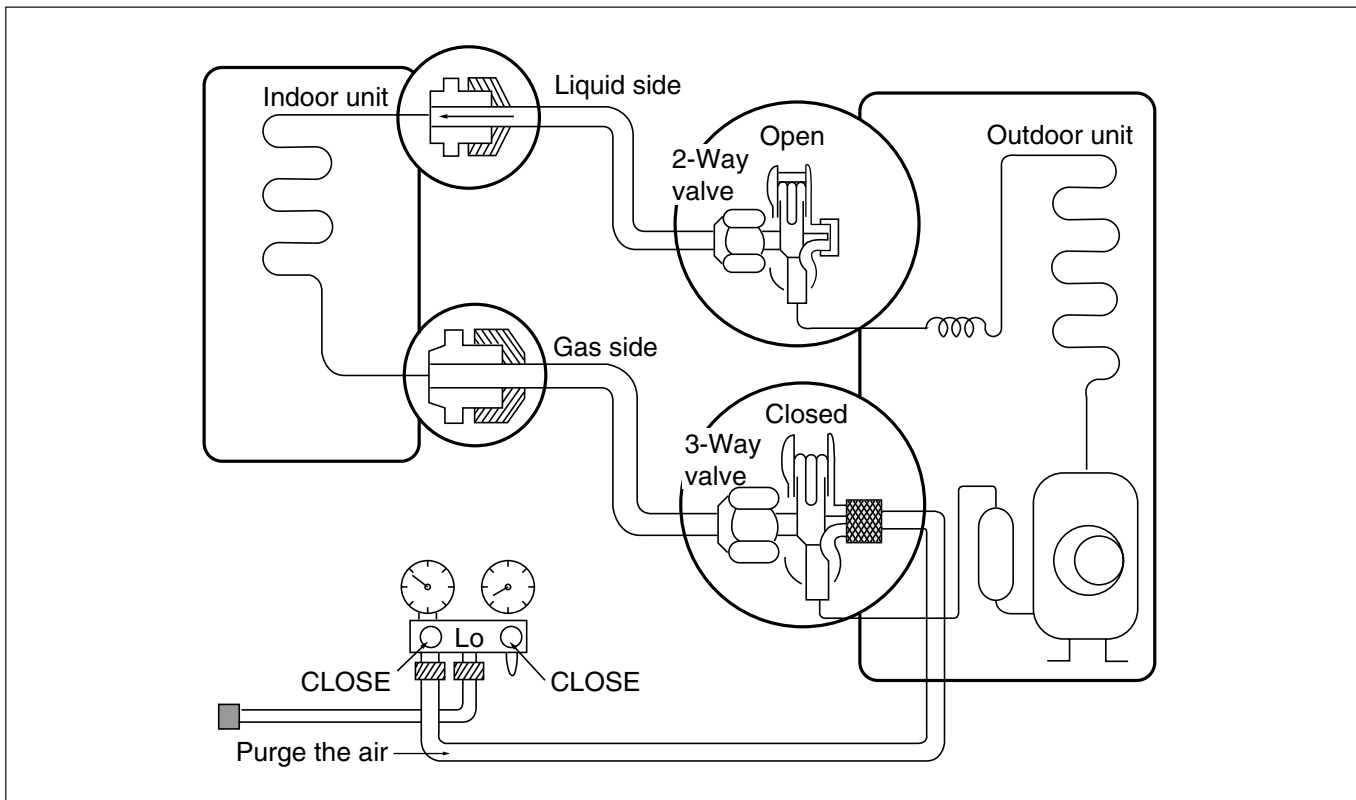 Indoor unit
Liquid side
Open
2-Way
valve
Outdoor unit
Gas side
Closed
3-Way
valve
Lo
CLOSE
CLOSE
Purge the air